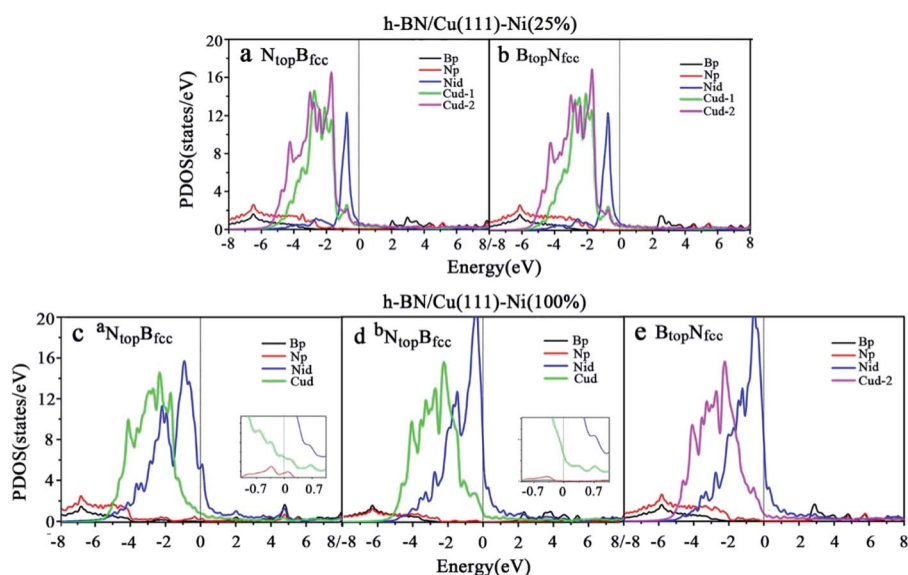 h-BN/Cu(111)-Ni(25%)
a NtopBfcc
Bp
Np
Nid
Cud-1
Cud-2
b BtopNfcc
Bp
Np
Nid
Cud-1
Cud-2
PDOS(states/eV)
20
16
12
8
4
0
-8 -6 -4 -2 0 2 4 6 8/-8 -6 -4 -2 0 2 4 6 8
Energy(eV)
h-BN/Cu(111)-Ni(100%)
c aNtopBfcc
Bp
Np
Nid
Cud
-0.7 0 0.7
d bNtopBfcc
Bp
Np
Nid
Cud
-0.7 0 0.7
e BtopNfcc
Bp
Np
Nid
Cud-2
PDOS(states/eV)
20
16
12
8
4
-8 -6 -4 -2 0 2 4 6 8/-8 -6 -4 -2 0 2 4 6 8/-8 -6 -4 -2 0 2 4 6 8
Energy(eV)